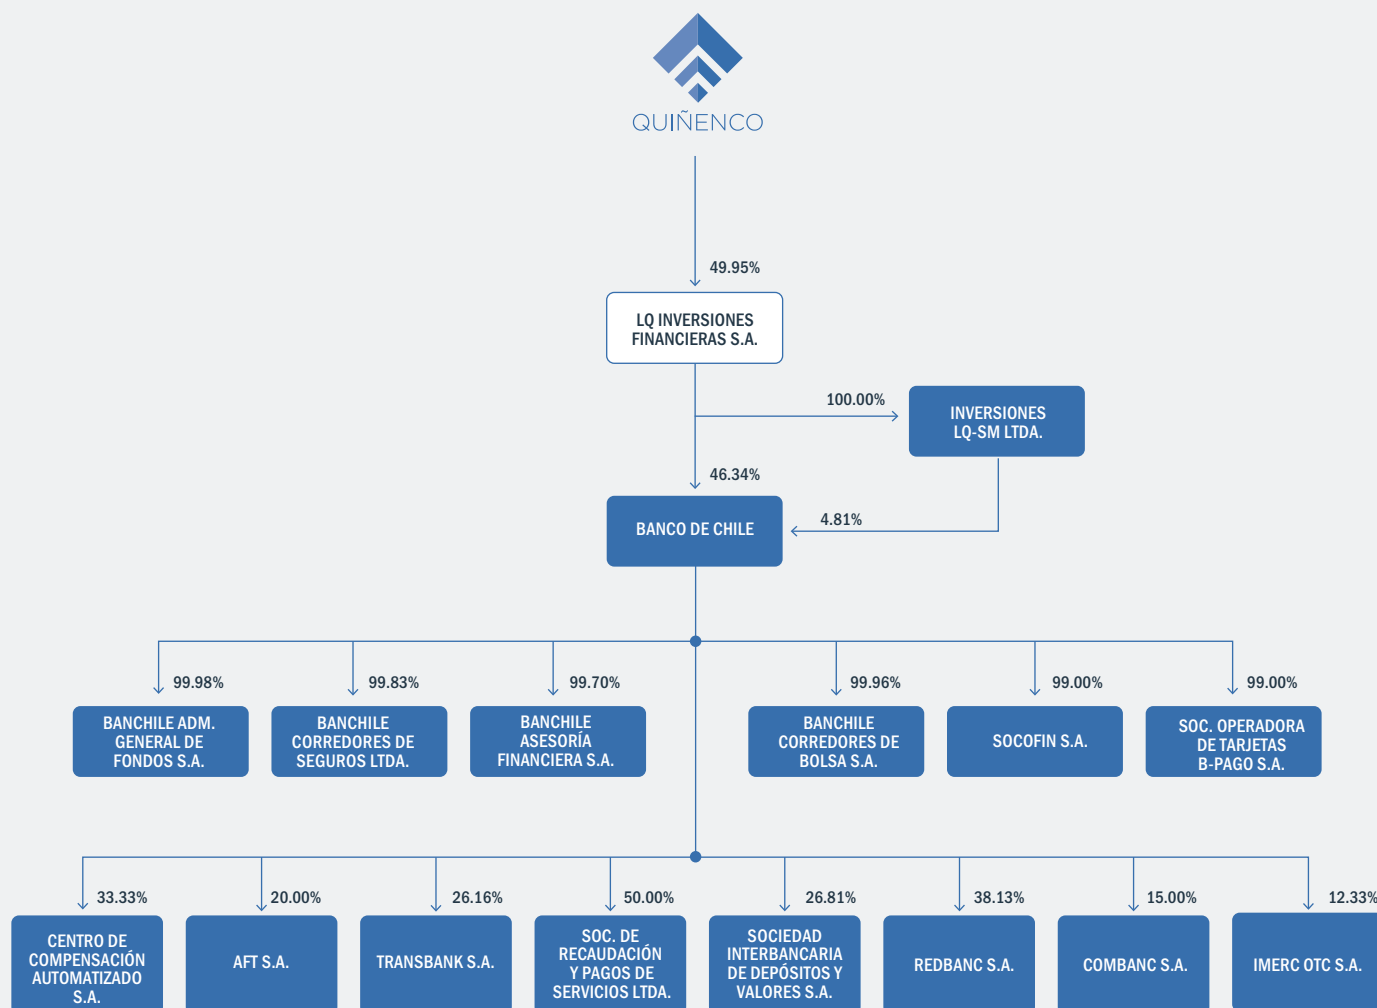 QUIÑENCO
49.95%
LQ INVERSIONES
FINANCIERAS S.A.
100.00%
INVERSIONES
LQ-SM LTDA.
46.34%
BANCO DE CHILE
4.81%
99.98%
99.83%
99.70%
99.96%
99.00%
99.00%
BANCHILE ADM.
GENERAL DE
FONDOS S.A.
BANCHILE
CORREDORES DE
SEGUROS LTDA.
BANCHILE
ASESORÍA
FINANCIERA S.A.
BANCHILE
CORREDORES DE
BOLSA S.A.
SOCOFIN S.A.
SOC. OPERADORA
DE TARJETAS
B-PAGO S.A.
33.33%
20.00%
26.16%
50.00%
26.81%
38.13%
15.00%
12.33%
CENTRO DE
COMPENSACIÓN
AUTOMATIZADO
S.A.
AFT S.A.
TRANSBANK S.A.
SOC. DE
RECAUDACIÓN
Y PAGOS DE
SERVICIOS LTDA.
SOCIEDAD
INTERBANCARIA
DE DEPÓSITOS Y
VALORES S.A.
REDBANC S.A.
COMBANC S.A.
IMERC OTC S.A.